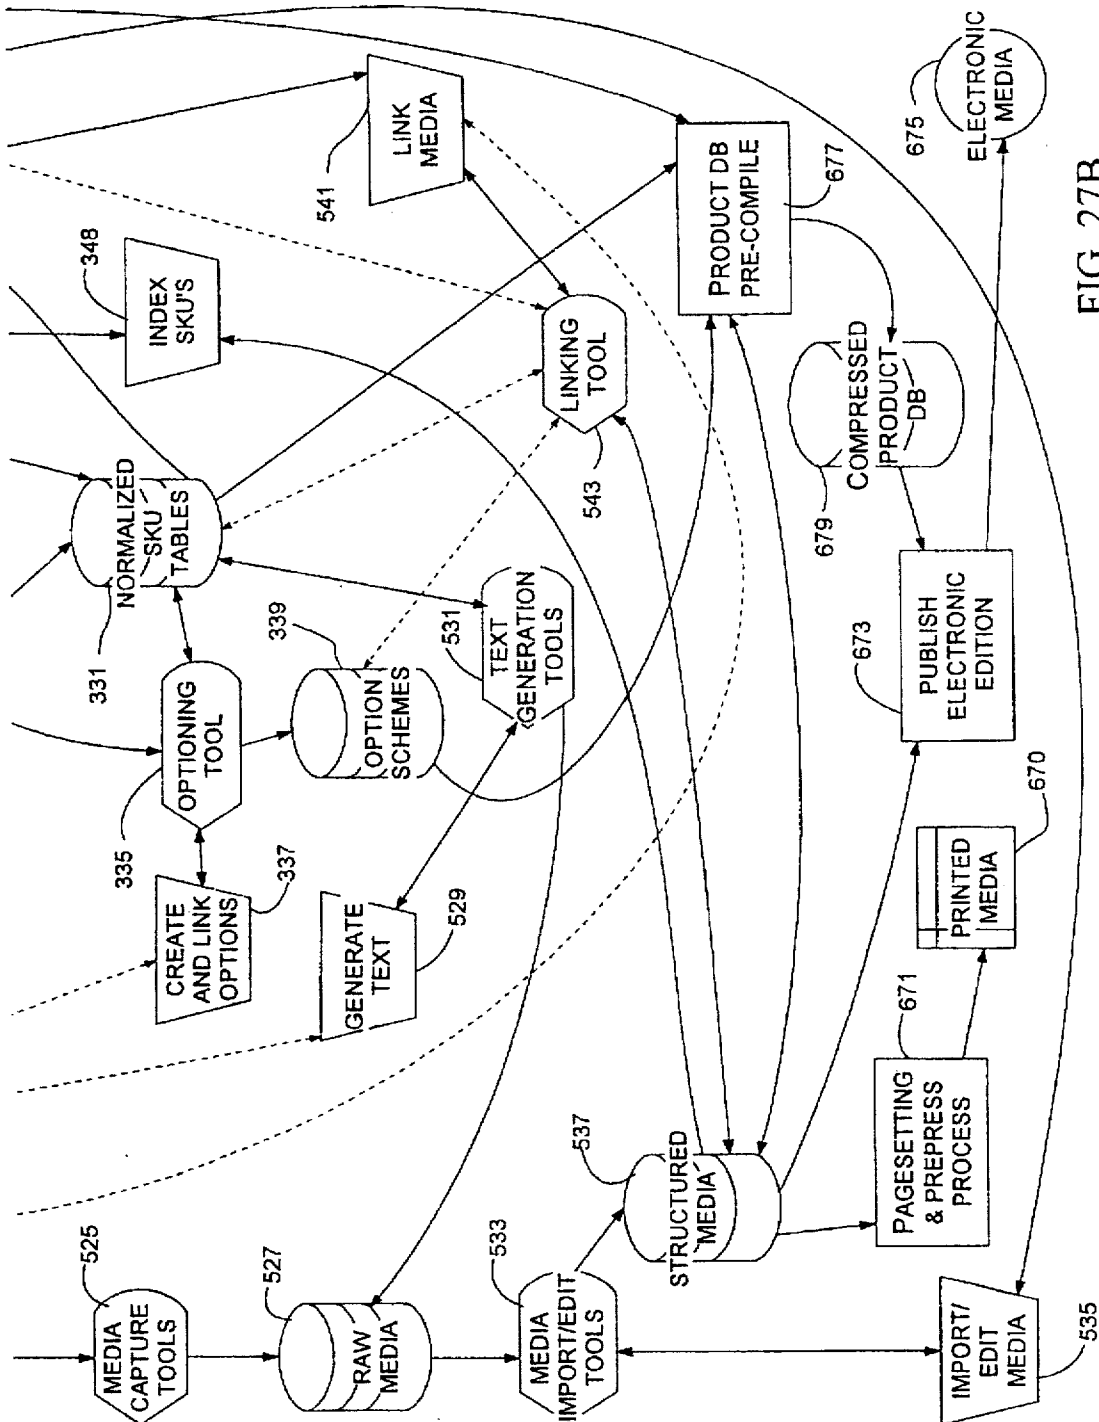 MEDIA
CAPTURE
TOOLS
525
RAW
MEDIA
527
MEDIA
IMPORT/EDIT
TOOLS
533
IMPORT/
EDIT
MEDIA
535
STRUCTURED
MEDIA
537
PAGESETTING
& PREPRESS
PROCESS
671
PRINTED
MEDIA
670
CREATE
AND LINK
OPTIONS
337
GENERATE
TEXT
529
OPTIONING
TOOL
335
OPTION
SCHEMES
339
TEXT
GENERATION
TOOLS
531
NORMALIZED
SKU
TABLES
331
INDEX
SKU'S
348
LINK
MEDIA
541
LINKING
TOOL
543
PRODUCT DB
PRE-COMPILE
677
COMPRESSED
PRODUCT
DB
679
PUBLISH
ELECTRONIC
EDITION
673
ELECTRONIC
MEDIA
675
FIG. 27B